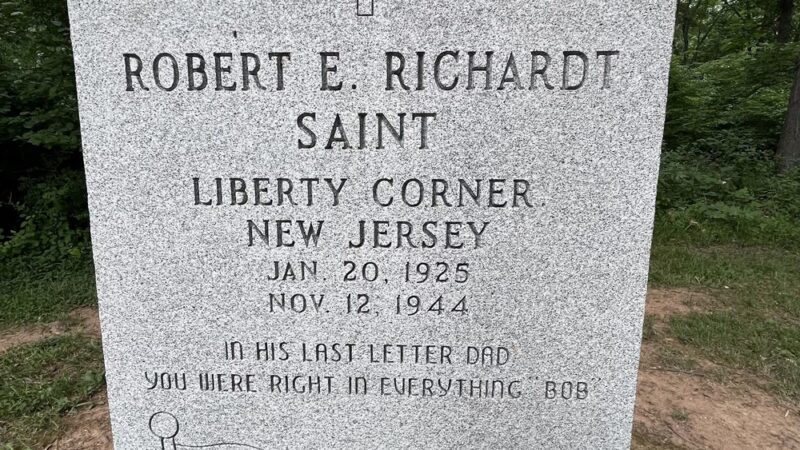 ROBERT E. RICHARDT
SAINT
LIBERTY CORNER
NEW JERSEY
JAN. 20, 1925
NOV. 12, 1944
IN HIS LAST LETTER DAD
YOU WERE RIGHT IN EVERYTHING "BOB"